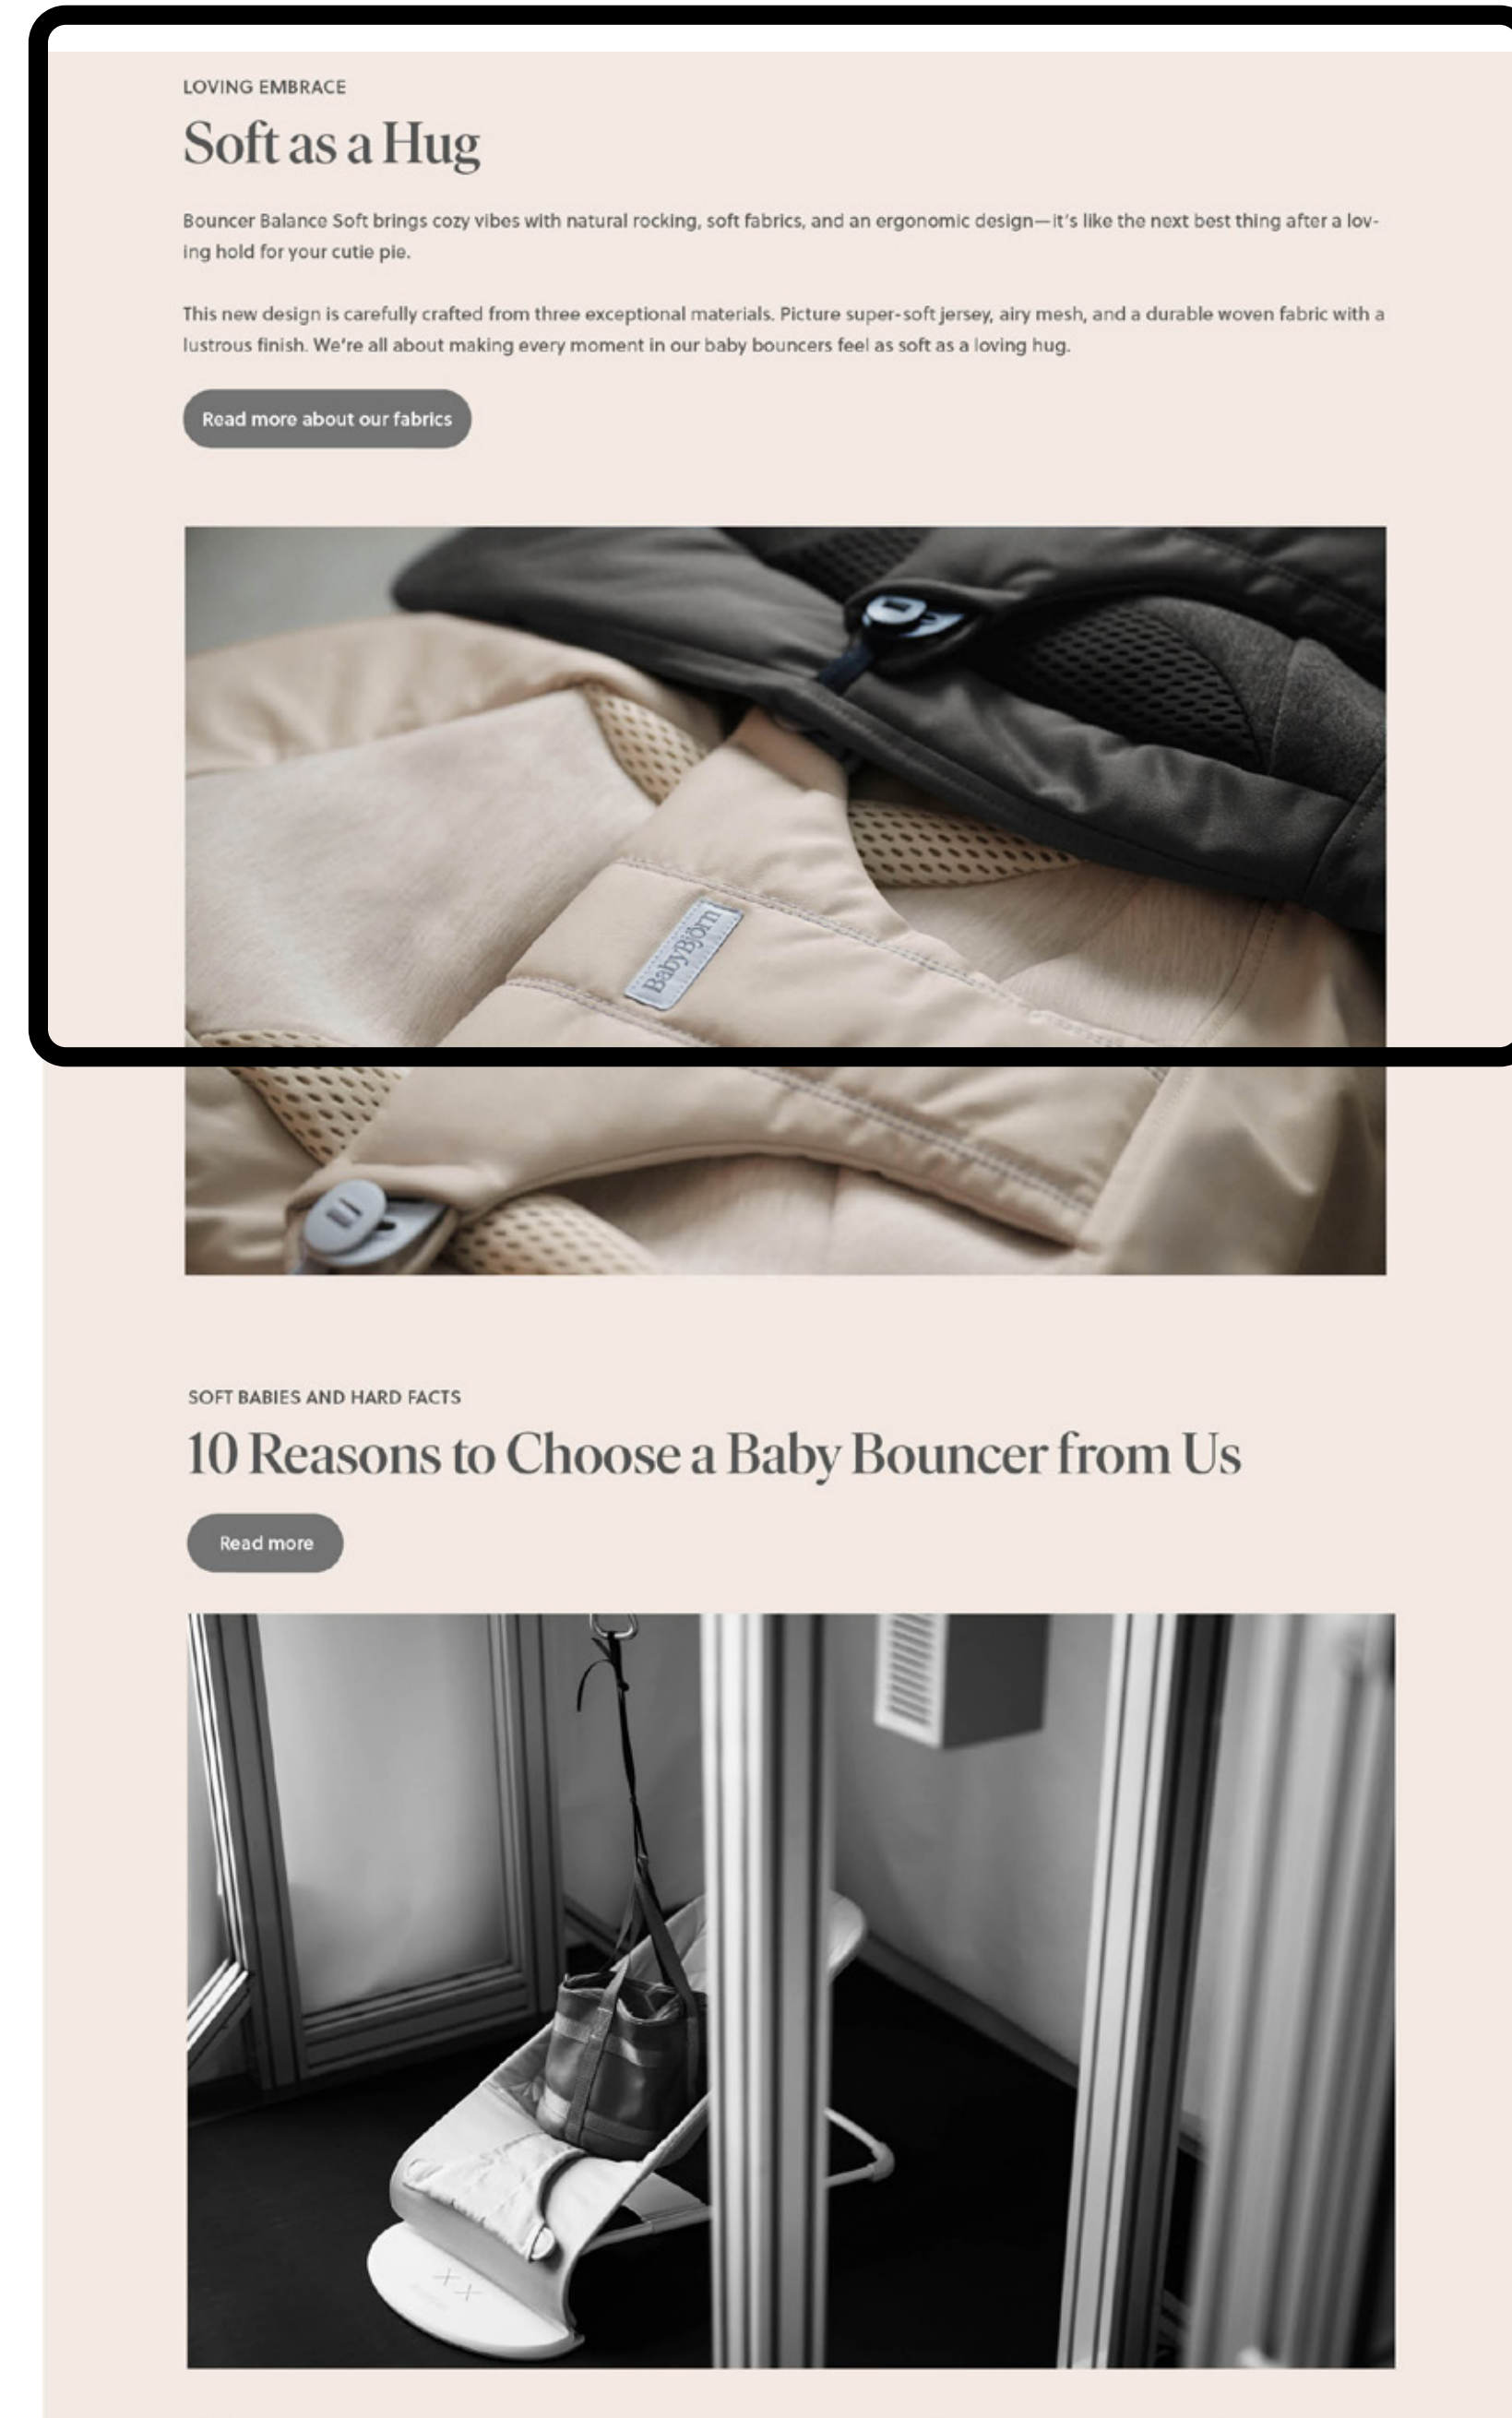 LOVING EMBRACE
Soft as a Hug
Bouncer Balance Soft brings cozy vibes with natural rocking, soft fabrics, and an ergonomic design—it's like the next best thing after a lov-
ing hold for your cutie pie.
This new design is carefully crafted from three exceptional materials. Picture super-soft jersey, airy mesh, and a durable woven fabric with a
lustrous finish. We're all about making every moment in our baby bouncers feel as soft as a loving hug.
Read more about our fabrics
BabyBjörn
SOFT BABIES AND HARD FACTS
10 Reasons to Choose a Baby Bouncer from Us
Read more